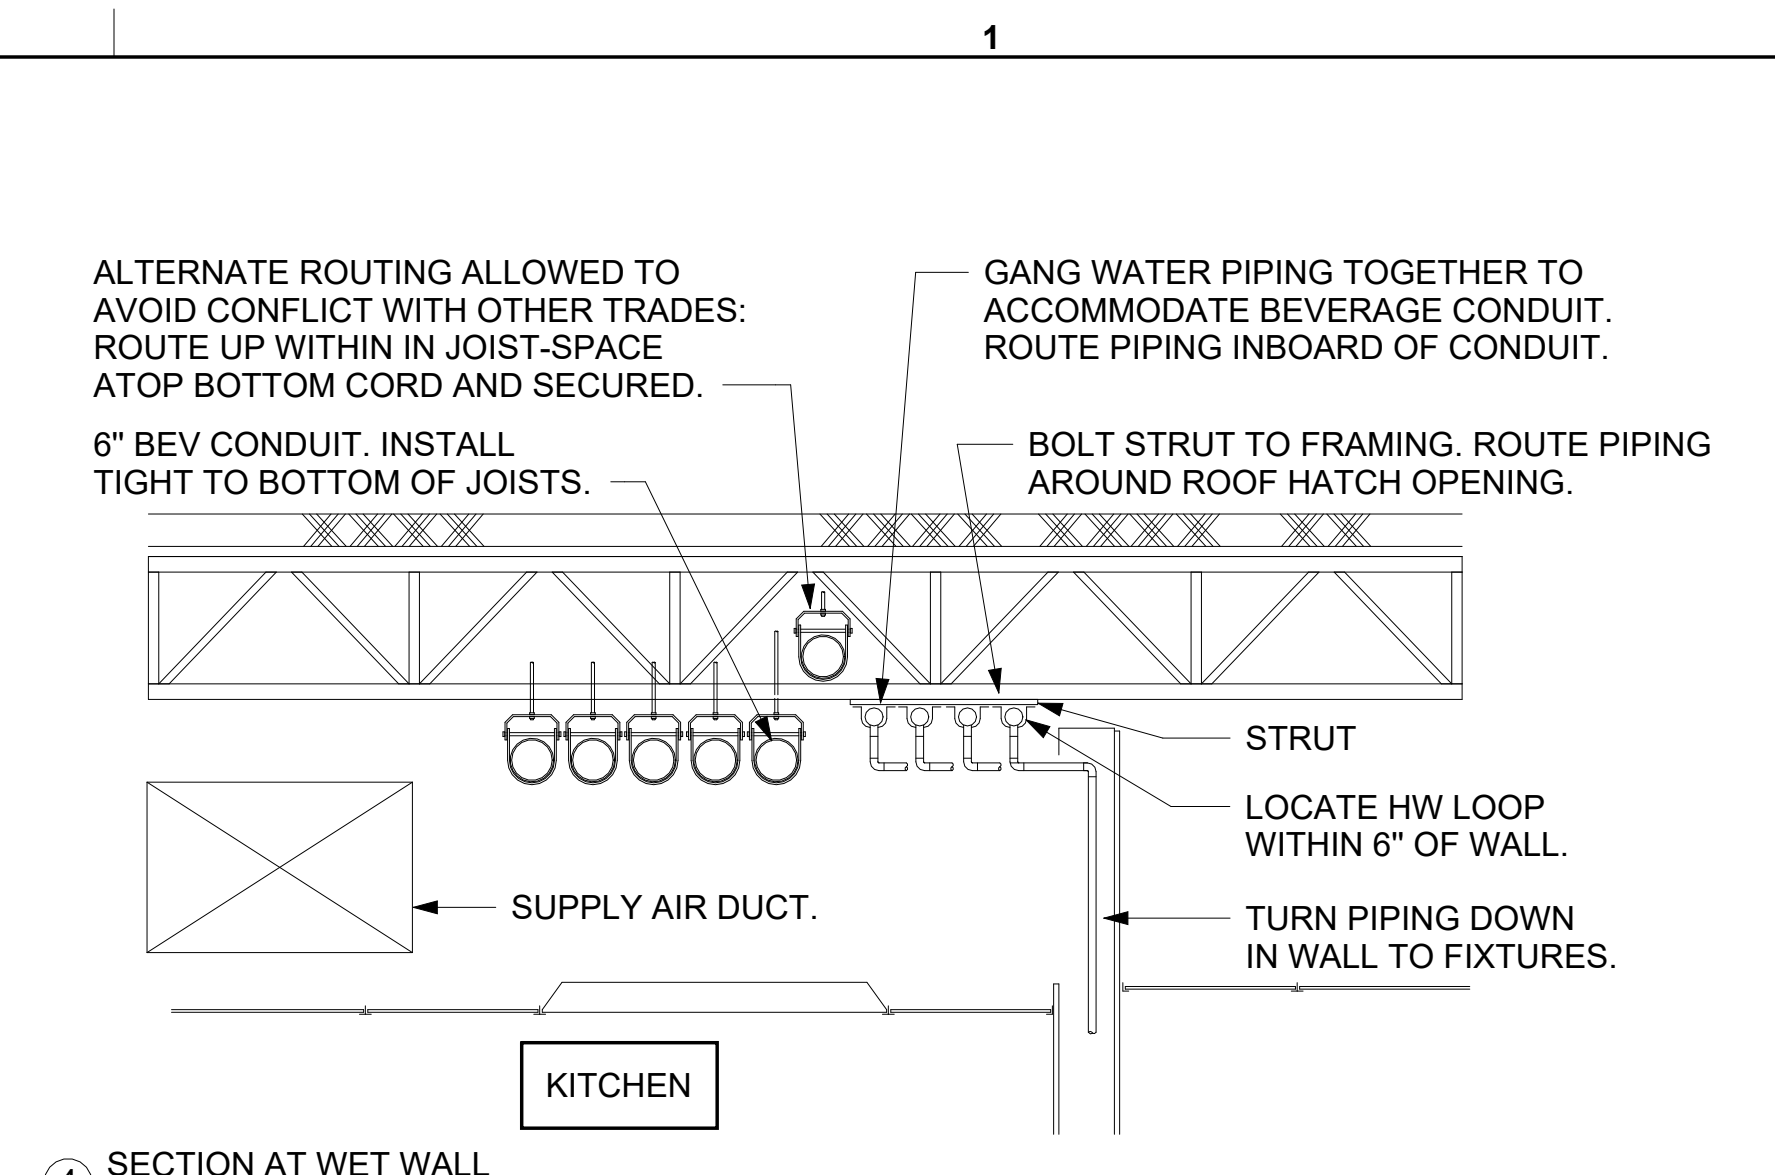 1
ALTERNATE ROUTING ALLOWED TO
AVOID CONFLICT WITH OTHER TRADES:
ROUTE UP WITHIN IN JOIST-SPACE
ATOP BOTTOM CORD AND SECURED.
6" BEV CONDUIT. INSTALL
TIGHT TO BOTTOM OF JOISTS.
GANG WATER PIPING TOGETHER TO
ACCOMMODATE BEVERAGE CONDUIT.
ROUTE PIPING INBOARD OF CONDUIT.
BOLT STRUT TO FRAMING. ROUTE PIPING
AROUND ROOF HATCH OPENING.
STRUT
LOCATE HW LOOP
WITHIN 6" OF WALL.
SUPPLY AIR DUCT.
TURN PIPING DOWN
IN WALL TO FIXTURES.
KITCHEN
SECTION AT WET WALL